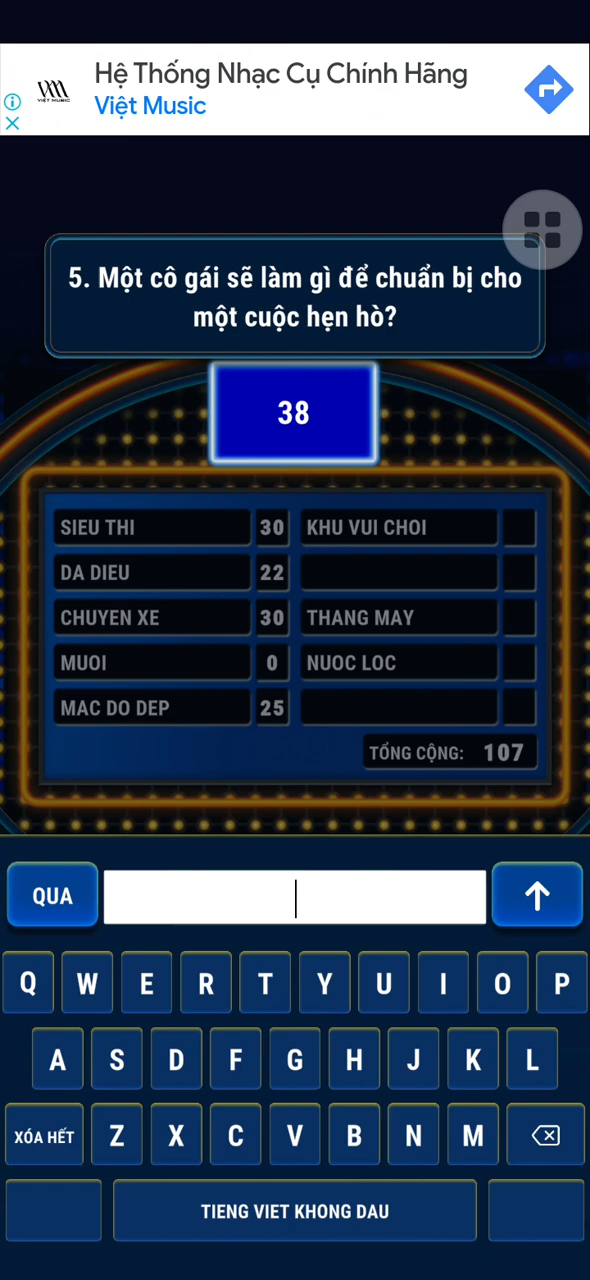 Hệ Thống Nhạc Cụ Chính Hãng
Việt Music
VIỆT MUSIC
5. Một cô gái sẽ làm gì để chuẩn bị cho
một cuộc hẹn hò?
38
SIEU THI 30 KHU VUI CHOI
DA DIEU 22
CHUYEN XE 30 THANG MAY
MUOI 0 NUOC LOC
MAC DO DEP 25
TỔNG CỘNG: 107
QUA
Q W E R T Y U I O P
A S D F G H J K L
XÓA HẾT Z X C V B N M
TIENG VIET KHONG DAU